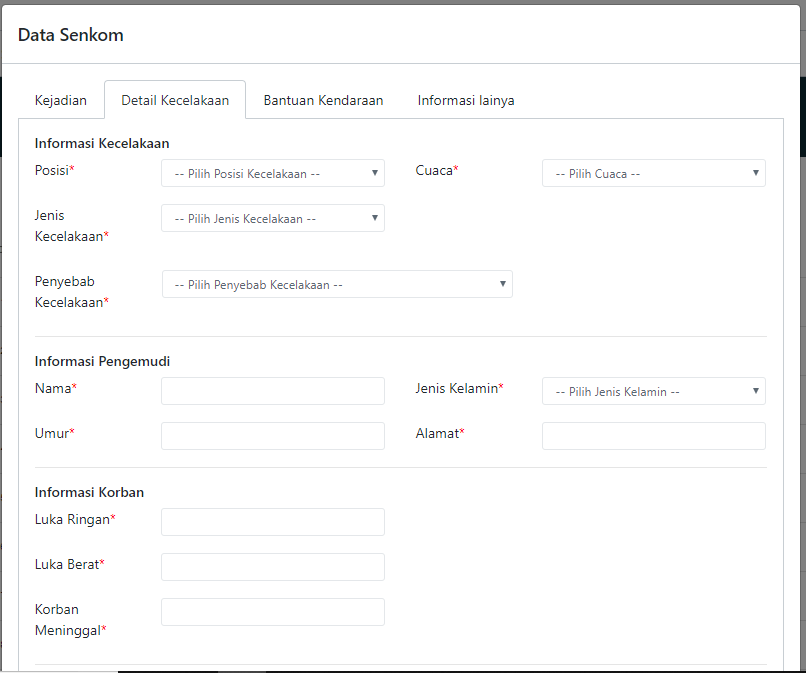 Data Senkom
Kejadian Detail Kecelakaan Bantuan Kendaraan Informasi lainya
Informasi Kecelakaan
Posisi* -- Pilih Posisi Kecelakaan -- Cuaca* -- Pilih Cuaca --
Jenis
Kecelakaan* -- Pilih Jenis Kecelakaan --
Penyebab
Kecelakaan* -- Pilih Penyebab Kecelakaan --
Informasi Pengemudi
Nama* Jenis Kelamin* -- Pilih Jenis Kelamin --
Umur* Alamat*
Informasi Korban
Luka Ringan*
Luka Berat*
Korban
Meninggal*